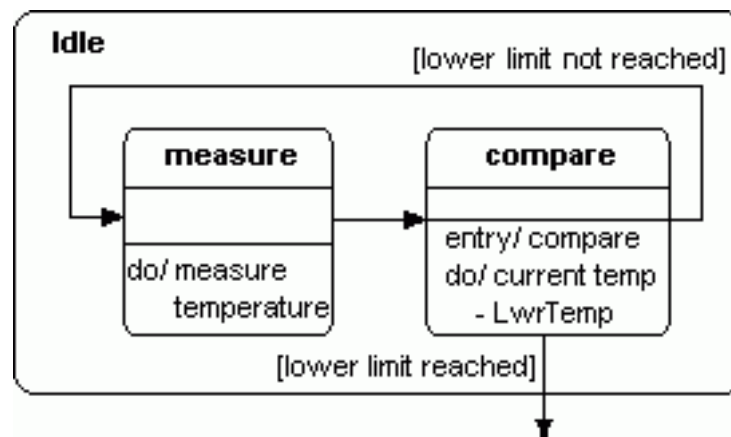 Idle
[lower limit not reached]
measure
compare
do/ measure
temperature
entry/ compare
do/ current temp
- LwrTemp
[lower limit reached]